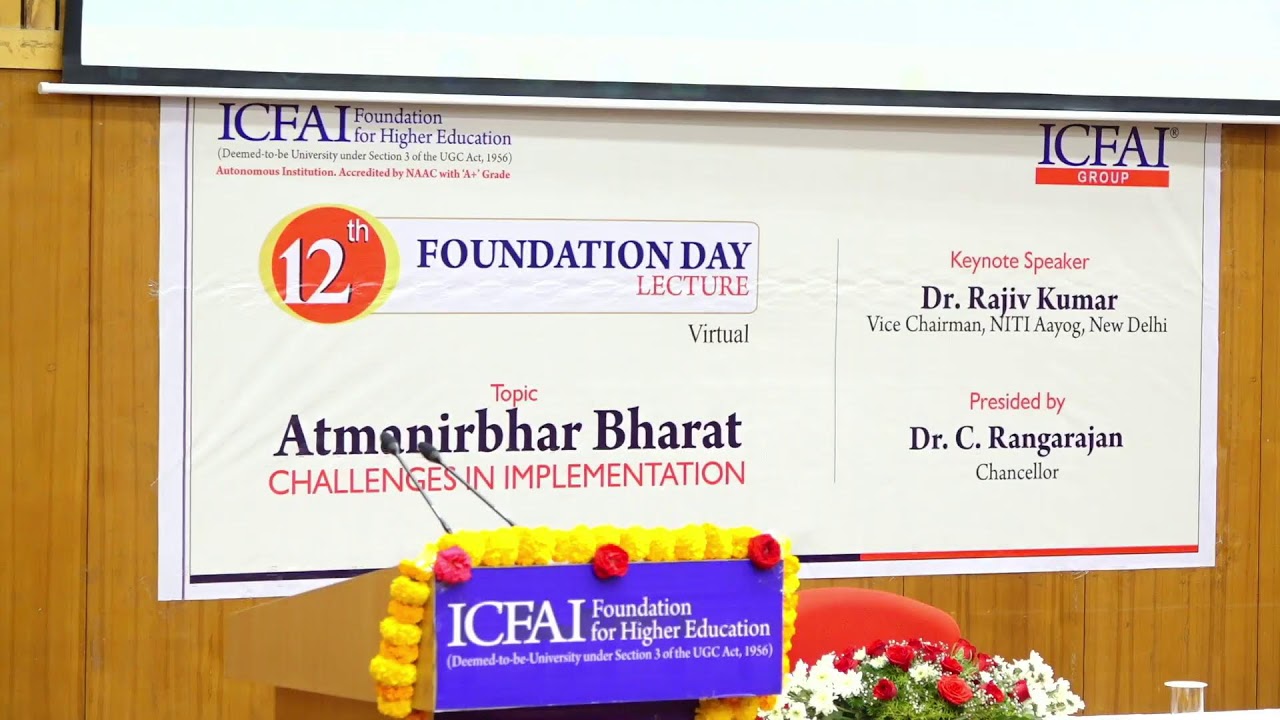 ICFAI Foundation
for Higher Education
(Deemed-to-be University under Section 3 of the UGC Act, 1956)
Autonomous Institution. Accredited by NAAC with 'A+' Grade
ICFAI®
GROUP
12th
FOUNDATION DAY
LECTURE
Virtual
Topic
Atmanirbhar Bharat
CHALLENGES IN IMPLEMENTATION
Keynote Speaker
Dr. Rajiv Kumar
Vice Chairman, NITI Aayog, New Delhi
Presided by
Dr. C. Rangarajan
Chancellor
ICFAI Foundation
for Higher Education
(Deemed-to-be-University under Section 3 of the UGC Act, 1956)